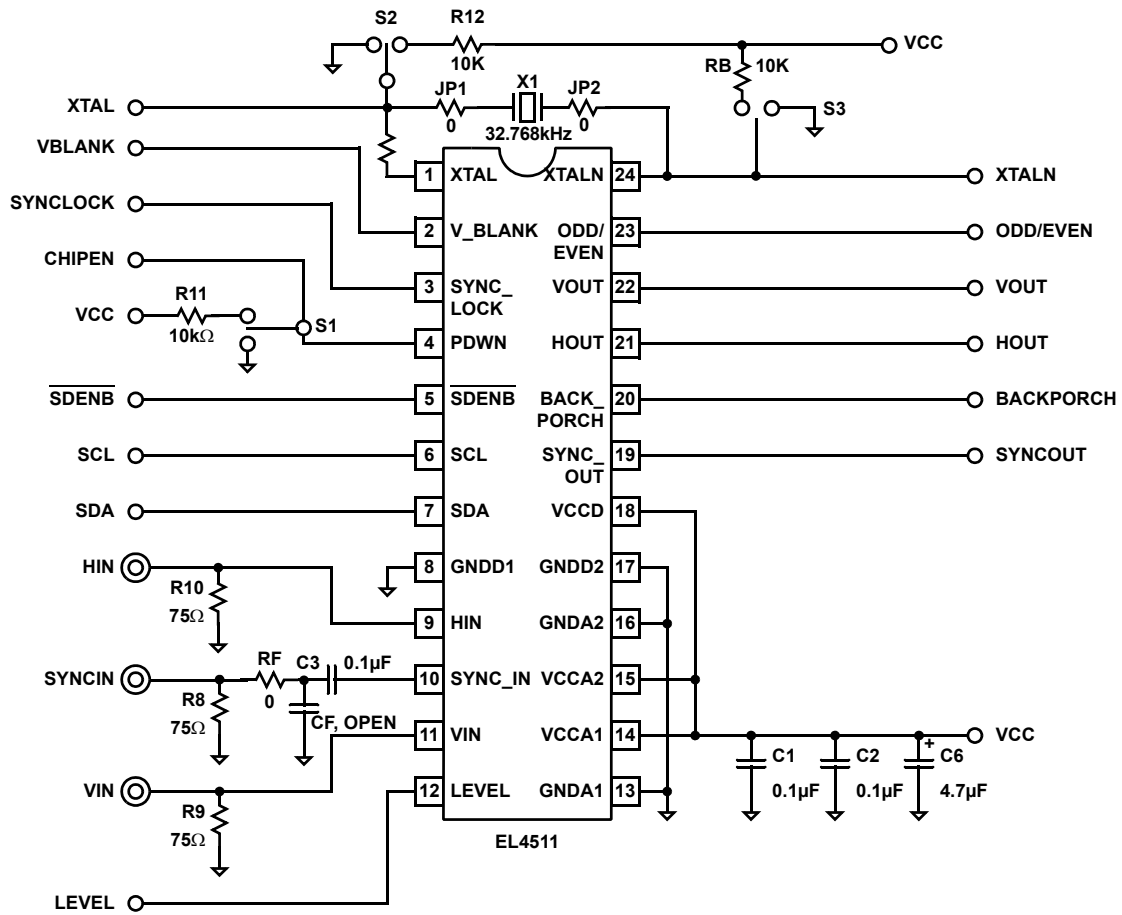 S2
R12
10K
VCC
RB
10K
S3
XTAL
JP1
0
X1
32.768kHz
JP2
0
VBLANK
SYNCLOCK
CHIPEN
VCC
R11
10kΩ
S1
SDENB
SCL
SDA
HIN
R10
75Ω
SYNCIN
RF
0
C3
0.1µF
R8
75Ω
CF, OPEN
VIN
R9
75Ω
LEVEL
1 XTAL
2 V_BLANK
3 SYNC_
LOCK
4 PDWN
5 SDENB
6 SCL
7 SDA
8 GNDD1
9 HIN
10 SYNC_IN
11 VIN
12 LEVEL
XTALN 24
ODD/ 23
EVEN
VOUT 22
HOUT 21
BACK_ 20
PORCH
SYNC_ 19
OUT
VCCD 18
GNDD2 17
GNDA2 16
VCCA2 15
VCCA1 14
GNDA1 13
EL4511
XTALN
ODD/EVEN
VOUT
HOUT
BACKPORCH
SYNCOUT
VCC
C1
0.1µF
C2
0.1µF
+
C6
4.7µF